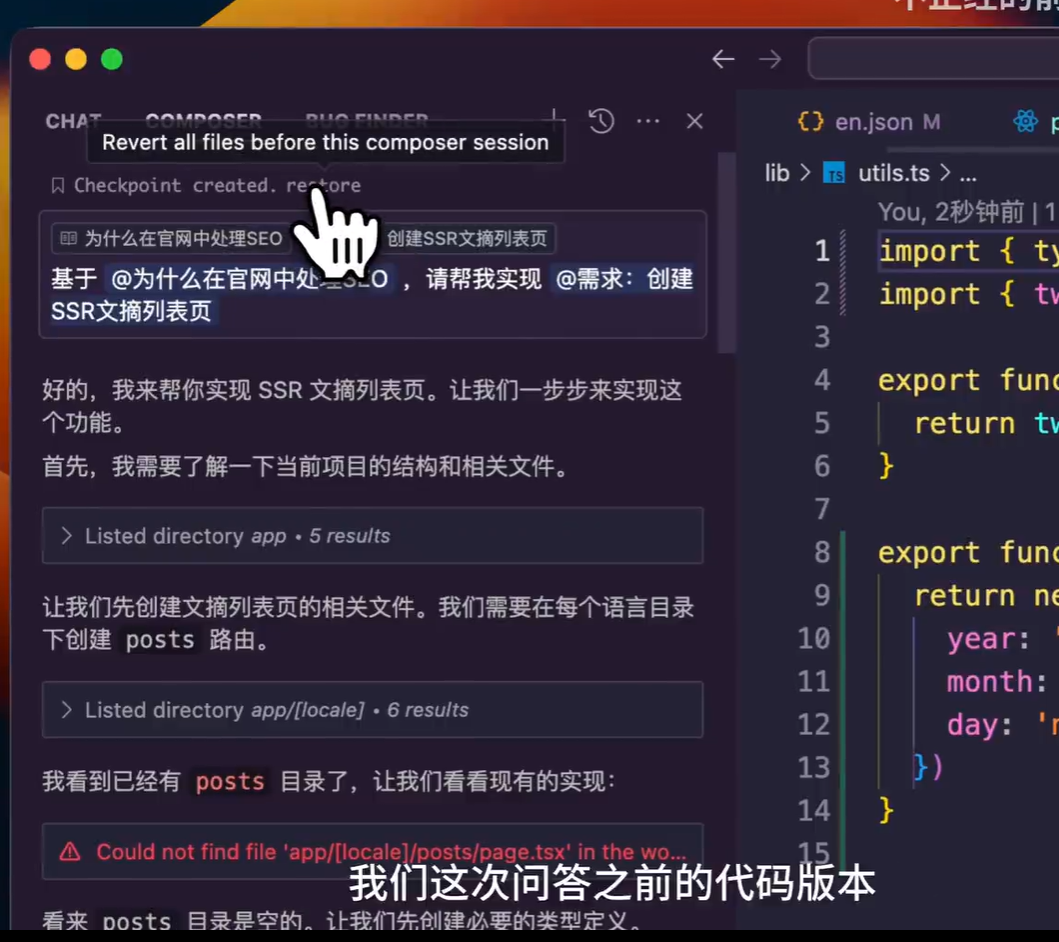 CHAT COMPOSER BUG FINDER
Revert all files before this composer session
Checkpoint created. restore
为什么在官网中处理SEO 创建SSR文摘列表页
基于 @为什么在官网中处理SEO ，请帮我实现 @需求：创建
SSR文摘列表页
好的，我来帮你实现 SSR 文摘列表页。让我们一步步来实现这
个功能。
首先，我需要了解一下当前项目的结构和相关文件。
Listed directory app • 5 results
让我们先创建文摘列表页的相关文件。我们需要在每个语言目录
下创建 posts 路由。
Listed directory app/[locale] • 6 results
我看到已经有 posts 目录了，让我们看看现有的实现：
Could not find file 'app/[locale]/posts/page.tsx' in the wo...
看来 posts 目录是空的。让我们先创建必要的类型定义。
{} en.json M
lib > TS utils.ts > ...
You, 2秒钟前 | 1
1 import { ty
2 import { tw
3
4 export func
5 return tw
6 }
7
8 export func
9 return ne
10 year: '
11 month:
12 day: 'n
13 })
14 }
15
我们这次问答之前的代码版本